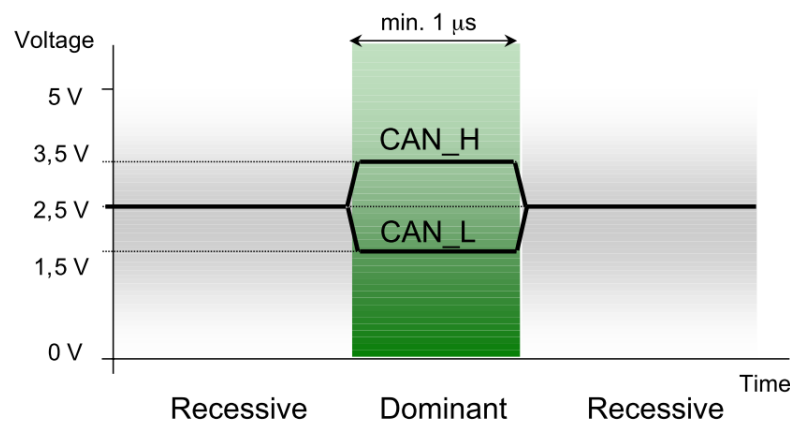 min. 1 μs
Voltage
5 V
3,5 V
CAN_H
2,5 V
CAN_L
1,5 V
0 V
Time
Recessive Dominant Recessive